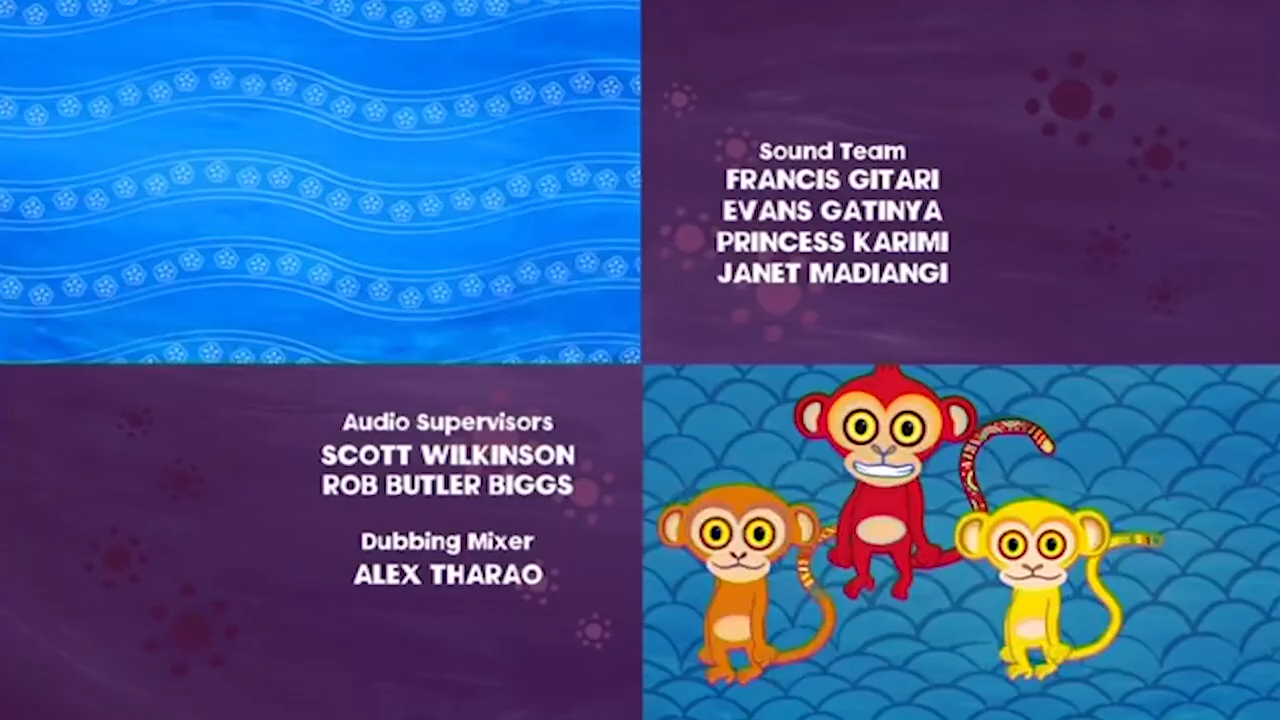 Sound Team
FRANCIS GITARI
EVANS GATINYA
PRINCESS KARIMI
JANET MADIANGI
Audio Supervisors
SCOTT WILKINSON
ROB BUTLER BIGGS
Dubbing Mixer
ALEX THARAO